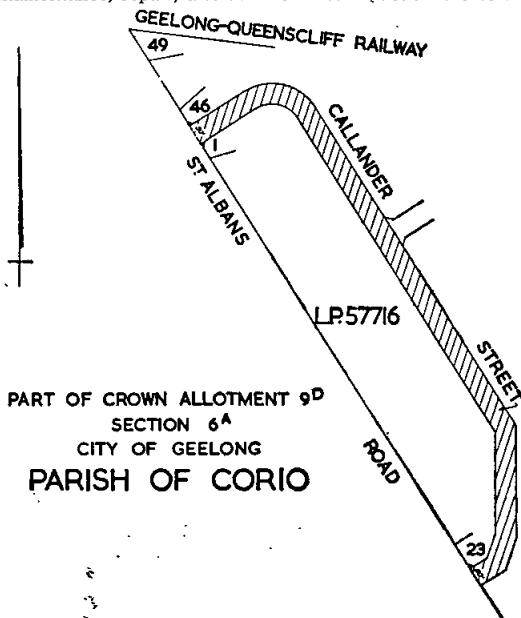 GEELONG-QUEENSCLIFF RAILWAY
49
46
1
ST ALBANS
CALLANDER
L.P.57716
STREET,
PART OF CROWN ALLOTMENT 9D
SECTION 6A
CITY OF GEELONG
PARISH OF CORIO
ROAD
23